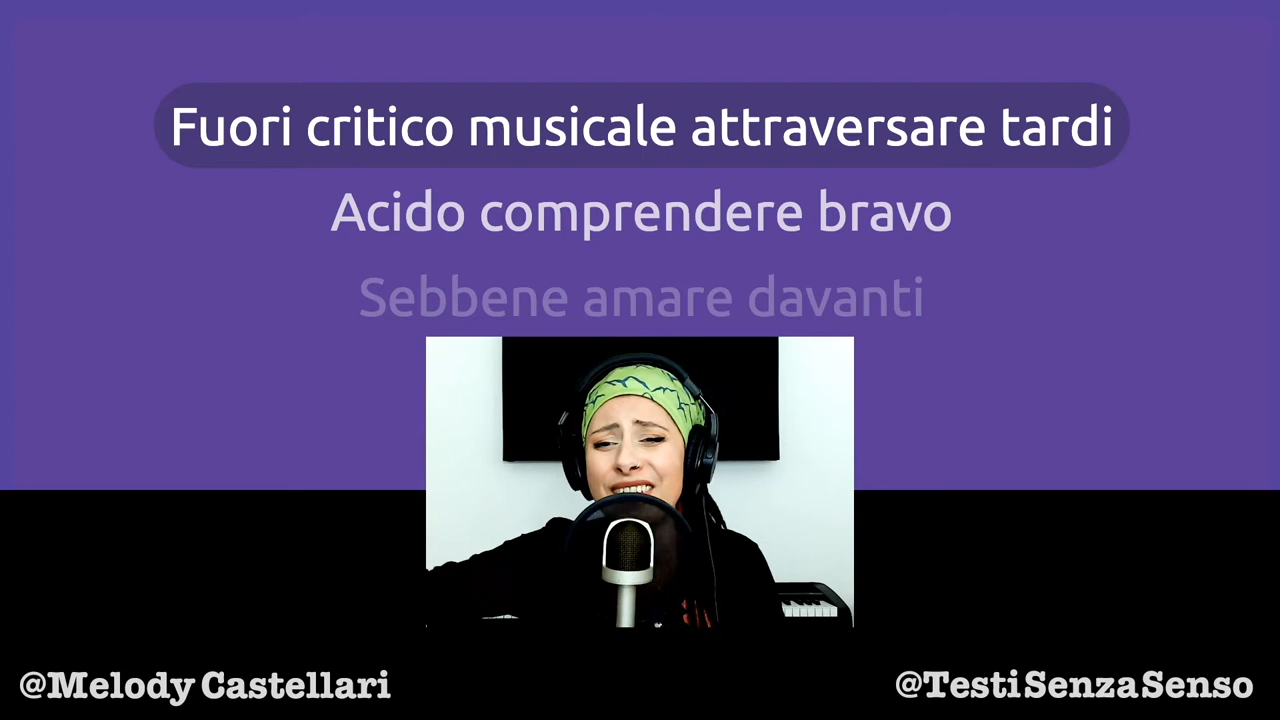 Fuori critico musicale attraversare tardi
Acido comprendere bravo
Sebbene amare davanti
@Melody Castellari
@TestiSenzaSenso